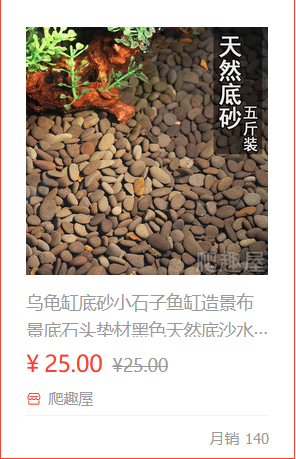 天然底砂
五斤装
爬趣屋
乌龟缸底砂小石子鱼缸造景布
景底石头垫材黑色天然底沙水…
¥ 25.00 ¥25.00
爬趣屋
月销 140